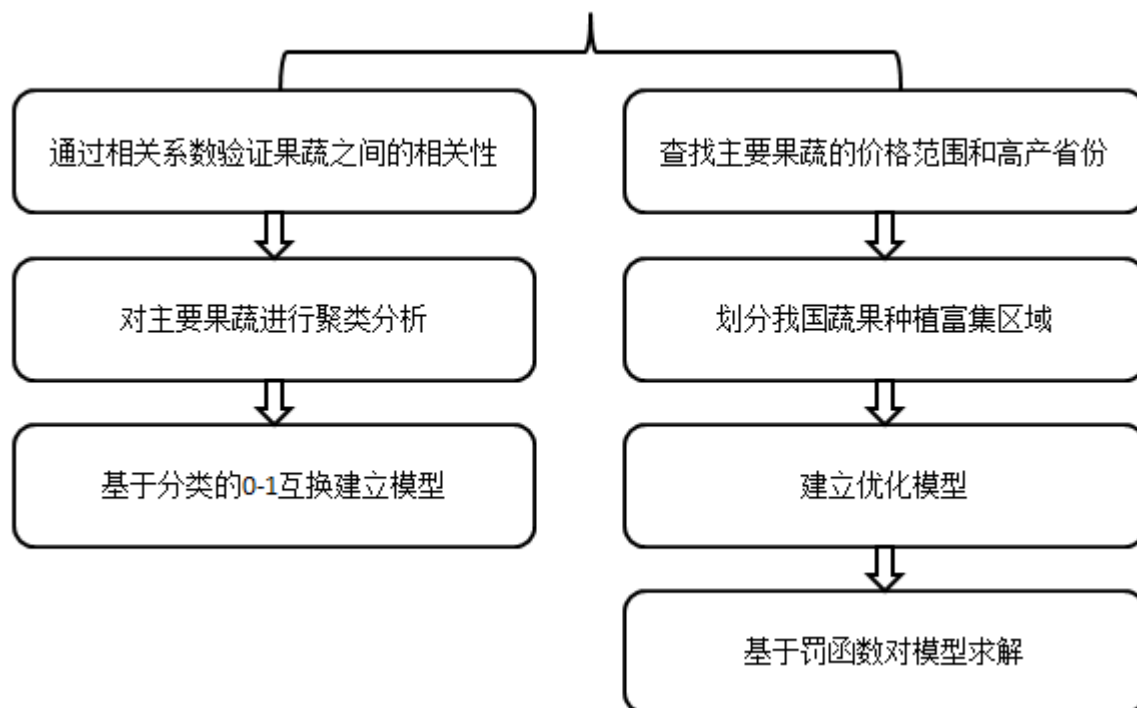 通过相关系数验证果蔬之间的相关性
对主要果蔬进行聚类分析
基于分类的0-1互换建立模型
查找主要果蔬的价格范围和高产省份
划分我国蔬果种植富集区域
建立优化模型
基于罚函数对模型求解